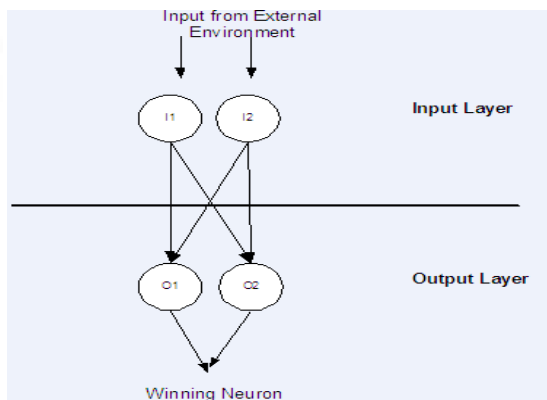 Input from External
Environment
I1
I2
Input Layer
O1
O2
Output Layer
Winning Neuron